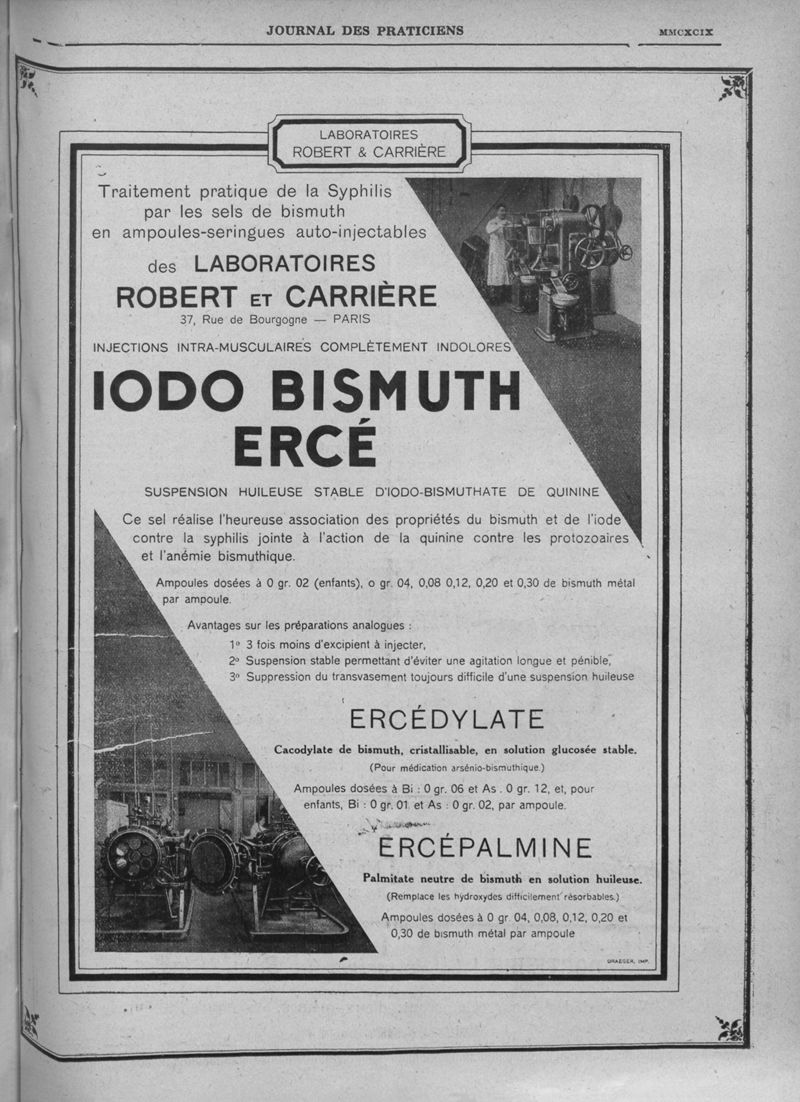 JOURNAL DES PRATICIENS
MMCXCIX
LABORATOIRES
ROBERT & CARRIÈRE
Traitement pratique de la Syphilis
par les sels de bismuth
en ampoules-seringues auto-injectables
des LABORATOIRES
ROBERT ET CARRIÈRE
37, Rue de Bourgogne — PARIS
INJECTIONS INTRA-MUSCULAIRES COMPLÈTEMENT INDOLORES
IODO BISMUTH
ERCÉ
SUSPENSION HUILEUSE STABLE D'IODO-BISMUTHATE DE QUININE
Ce sel réalise l'heureuse association des propriétés du bismuth et de l'iode
contre la syphilis jointe à l'action de la quinine contre les protozoaires
et l'anémie bismuthique.
Ampoules dosées à 0 gr. 02 (enfants), o gr. 04, 0,08 0,12, 0,20 et 0,30 de bismuth métal
par ampoule.
Avantages sur les préparations analogues :
1º 3 fois moins d'excipient à injecter,
2º Suspension stable permettant d'éviter une agitation longue et pénible,
3º Suppression du transvasement toujours difficile d'une suspension huileuse
ERCÉDYLATE
Cacodylate de bismuth, cristallisable, en solution glucosée stable.
(Pour médication arsénio-bismuthique.)
Ampoules dosées à Bi : 0 gr. 06 et As . 0 gr. 12, et, pour
enfants, Bi : 0 gr. 01 et As : 0 gr. 02, par ampoule.
ERCÉPALMINE
Palmitate neutre de bismuth en solution huileuse.
(Remplace les hydroxydes difficilement résorbables.)
Ampoules dosées à 0 gr. 04, 0,08, 0,12, 0,20 et
0,30 de bismuth métal par ampoule
DRAEGER, IMP.